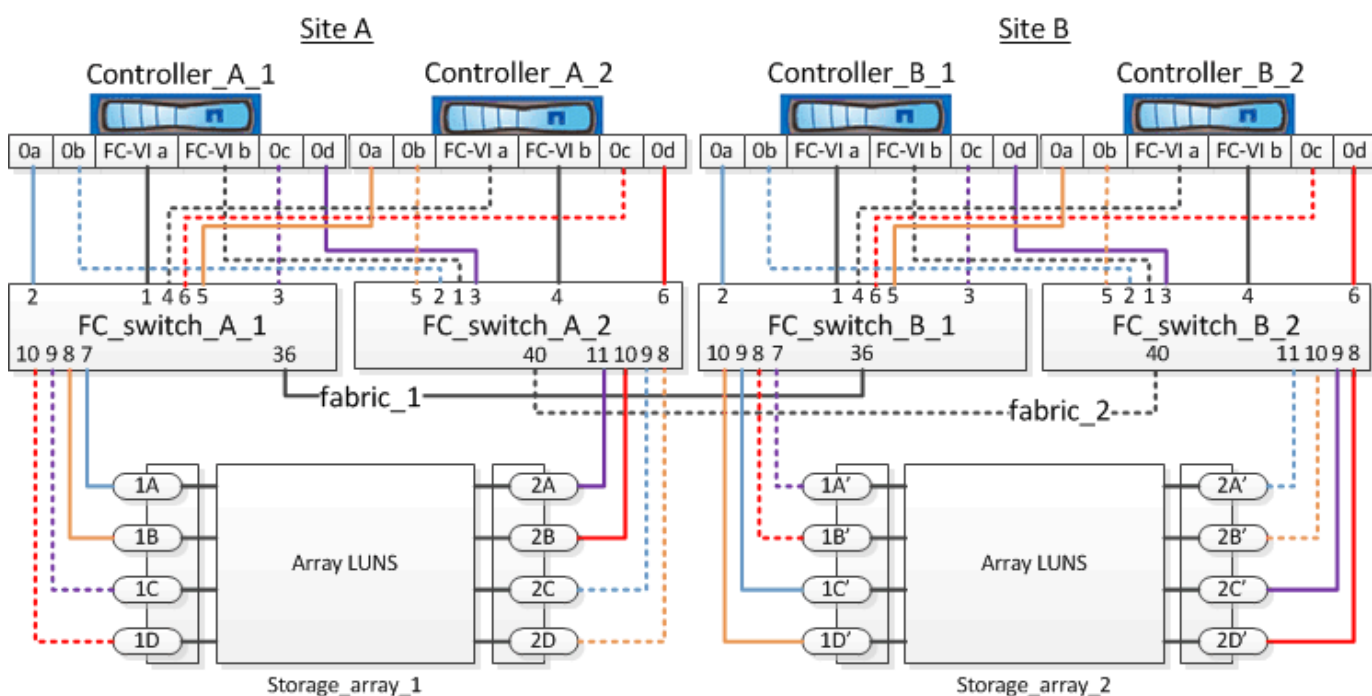 Site A Site B
Controller_A_1 Controller_A_2 Controller_B_1 Controller_B_2
0a 0b FC-VI a FC-VI b 0c 0d 0a 0b FC-VI a FC-VI b 0c 0d 0a 0b FC-VI a FC-VI b 0c 0d 0a 0b FC-VI a FC-VI b 0c 0d
2 1 4 6 5 3 5 2 1 3 4 6 2 1 4 6 5 3 5 2 1 3 4 6
FC_switch_A_1 FC_switch_A_2 FC_switch_B_1 FC_switch_B_2
10 9 8 7 36 40 11 10 9 8 10 9 8 7 36 40 11 10 9 8
fabric_1 fabric_2
1A 2A 1A’ 2A’
1B 2B 1B’ 2B’
Array LUNS Array LUNS
1C 2C 1C’ 2C’
1D 2D 1D’ 2D’
Storage_array_1 Storage_array_2